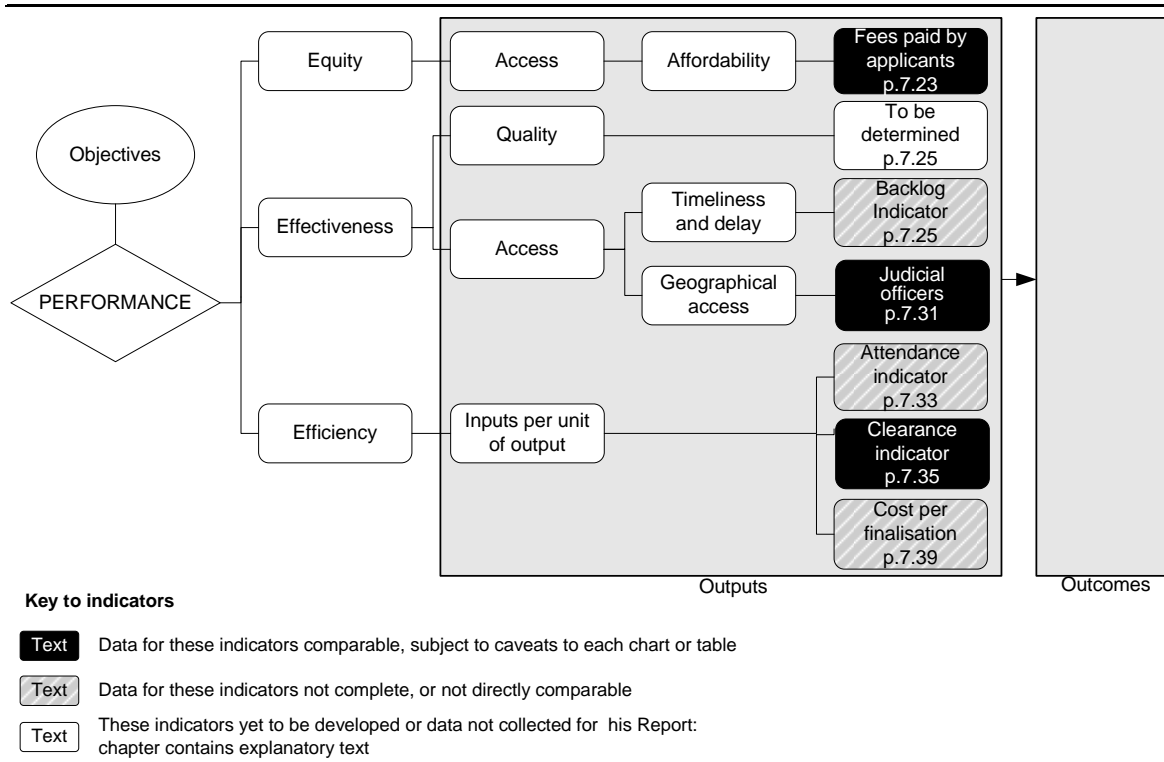 Objectives
PERFORMANCE
Equity
Access
Affordability
Fees paid by
applicants
p.7.23
Effectiveness
Quality
To be
determined
p.7.25
Access
Timeliness
and delay
Backlog
Indicator
p.7.25
Geographical
access
Judicial
officers
p.7.31
Efficiency
Inputs per unit
of output
Attendance
indicator
p.7.33
Clearance
indicator
p.7.35
Cost per
finalisation
p.7.39
Outputs
Outcomes
Key to indicators
Text
Data for these indicators comparable, subject to caveats to each chart or table
Text
Data for these indicators not complete, or not directly comparable
Text
These indicators yet to be developed or data not collected for  his Report:
chapter contains explanatory text